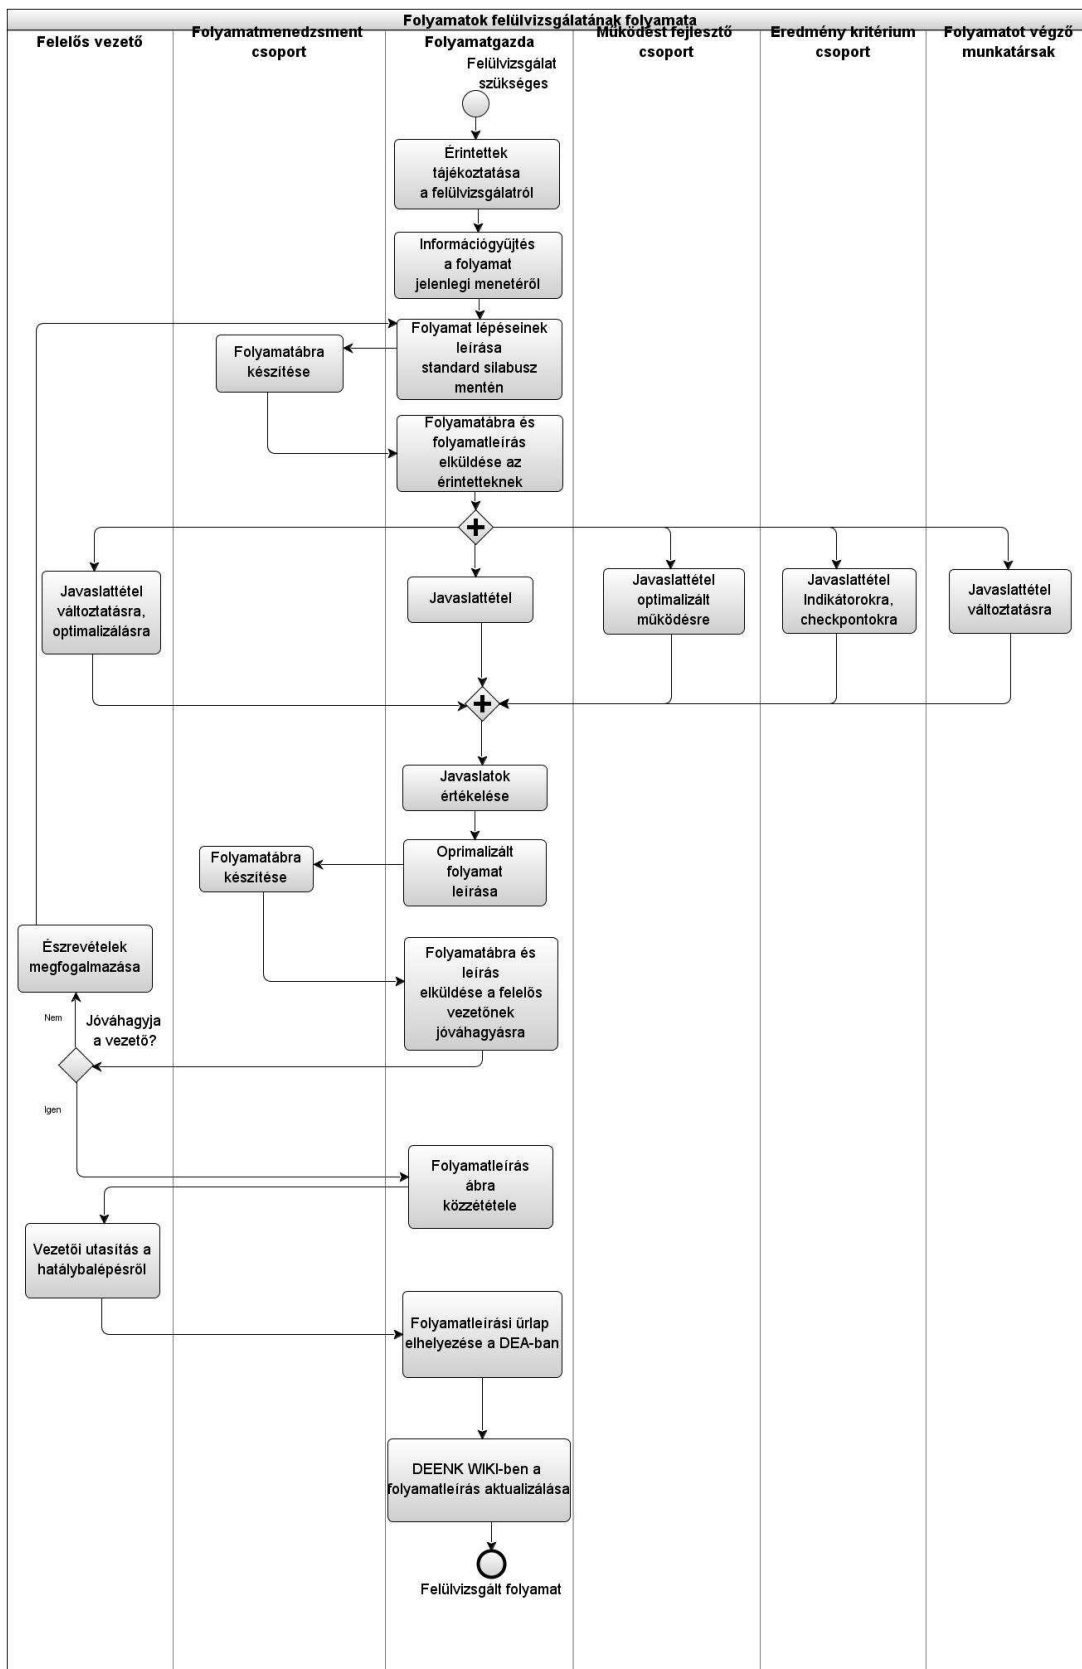 Folyamatok felülvizsgálatának folyamata
Felelős vezető
Folyamatmenedzsment
csoport
Folyamatgazda
Működést fejlesztő
csoport
Eredmény kritérium
csoport
Folyamatot végző
munkatársak
Felülvizsgálat
szükséges
Érintettek
tájékoztatása
a felülvizsgálatról
Információgyűjtés
a folyamat
jelenlegi menetéről
Folyamat lépéseinek
leírása
standard silabusz
mentén
Folyamatábra
készítése
Folyamatábra és
folyamatleírás
elküldése az
érintetteknek
Javaslattétel
változtatásra,
optimalizálásra
Javaslattétel
Javaslattétel
optimalizált
működésre
Javaslattétel
Indikátorokra,
checkpontokra
Javaslattétel
változtatásra
Javaslatok
értékelése
Oprimalizált
folyamat
leírása
Folyamatábra
készítése
Folyamatábra és
leírás
elküldése a felelős
vezetőnek
jóváhagyásra
Észrevételek
megfogalmazása
Nem
Jóváhagyja
a vezető?
Igen
Folyamatleírás
ábra
közzététele
Vezetői utasítás a
hatálybalépésről
Folyamatleírási űrlap
elhelyezése a DEA-ban
DEENK WIKI-ben a
folyamatleírás aktualizálása
Felülvizsgált folyamat